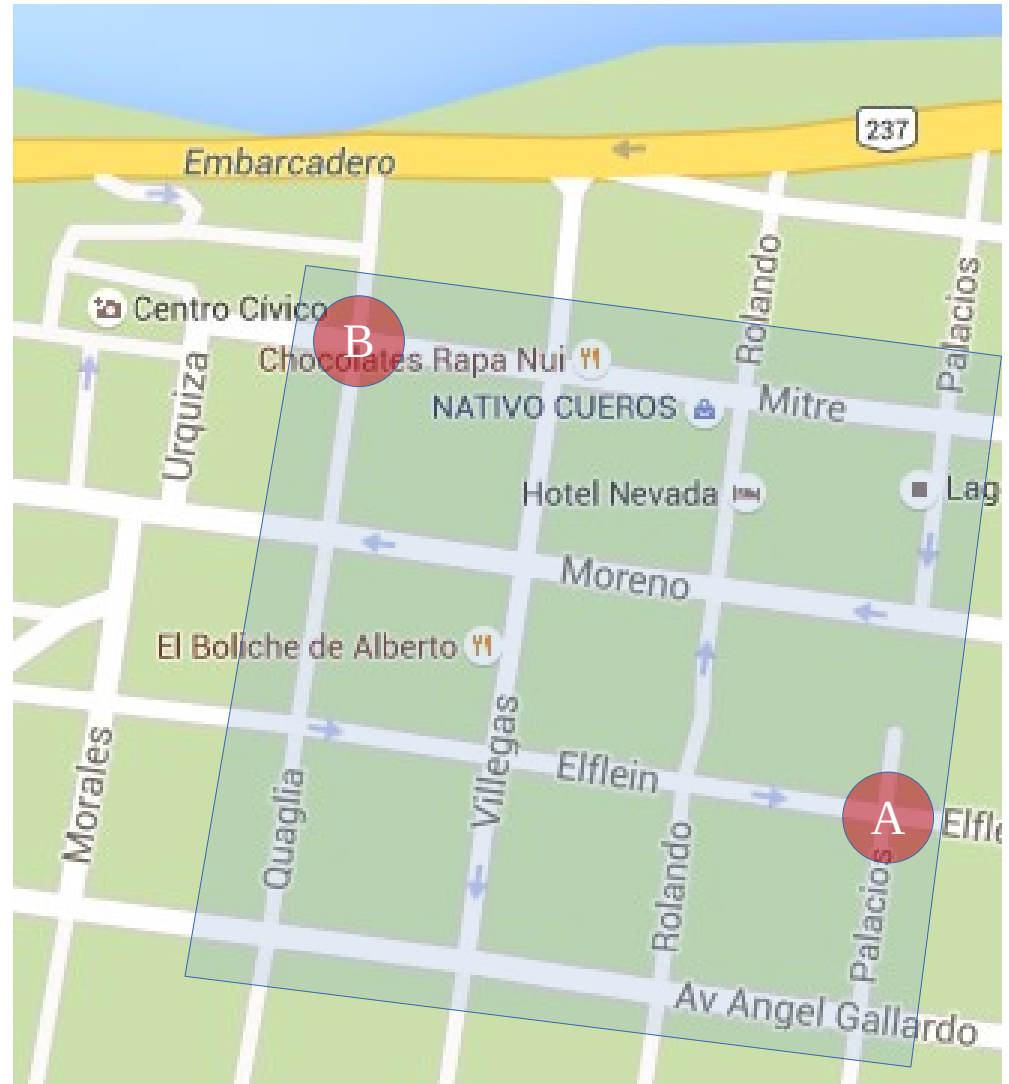 237
Embarcadero
Rolando
Palacios
Centro Cívico
B
Chocolates Rapa Nui
Urquiza
NATIVO CUEROS
Mitre
Hotel Nevada
Lag
Moreno
El Boliche de Alberto
Villegas
Elflein
Morales
Quaglia
Rolando
A
Elfle
Palacios
Av Angel Gallardo